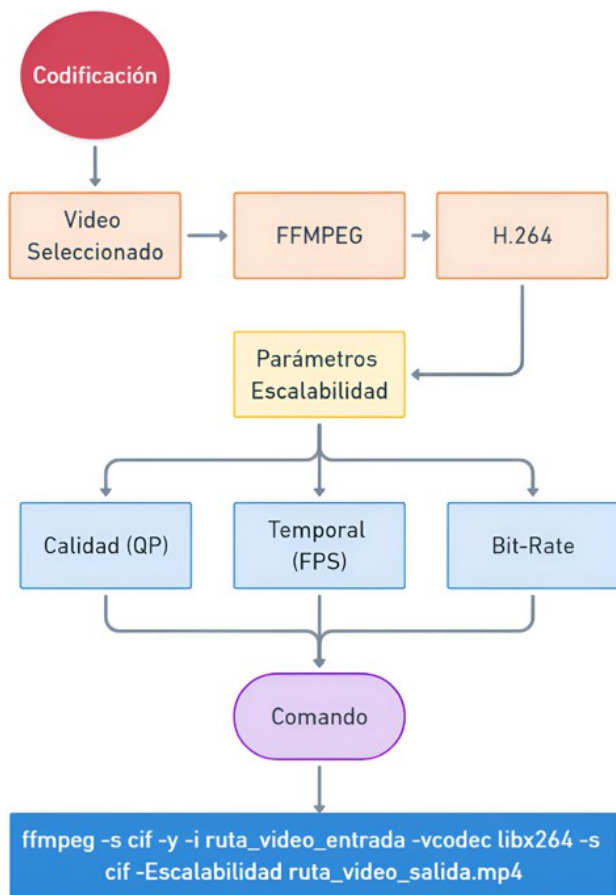 Codificación
Video
Seleccionado
FFMPEG
H.264
Parámetros
Escalabilidad
Calidad (QP)
Temporal
(FPS)
Bit-Rate
Comando
ffmpeg -s cif -y -i ruta_video_entrada -vcodec libx264 -s
cif -Escalabilidad ruta_video_salida.mp4